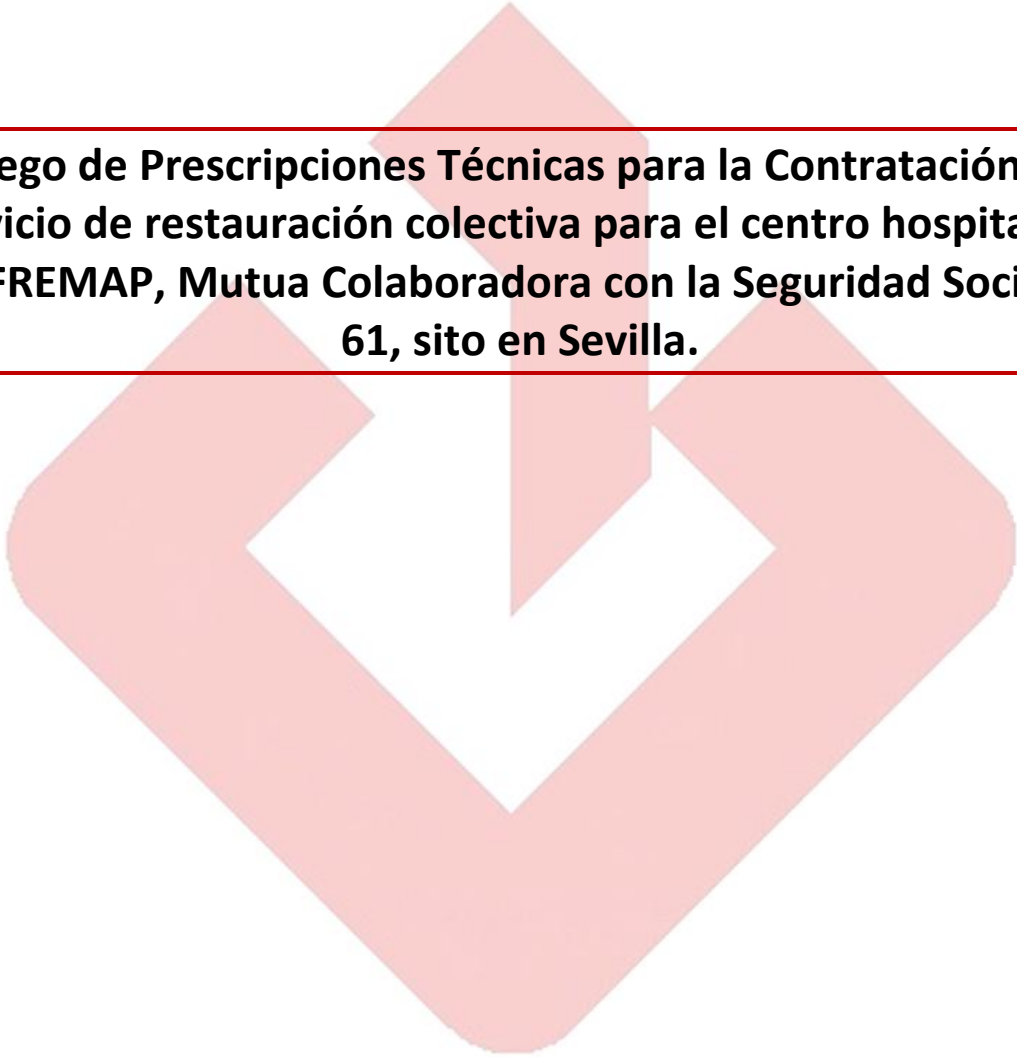 ego de Prescripciones Técnicas para la Contratación
icio de restauración colectiva para el centro hospita
FREMAP, Mutua Colaboradora con la Seguridad Soci
61, sito en Sevilla.